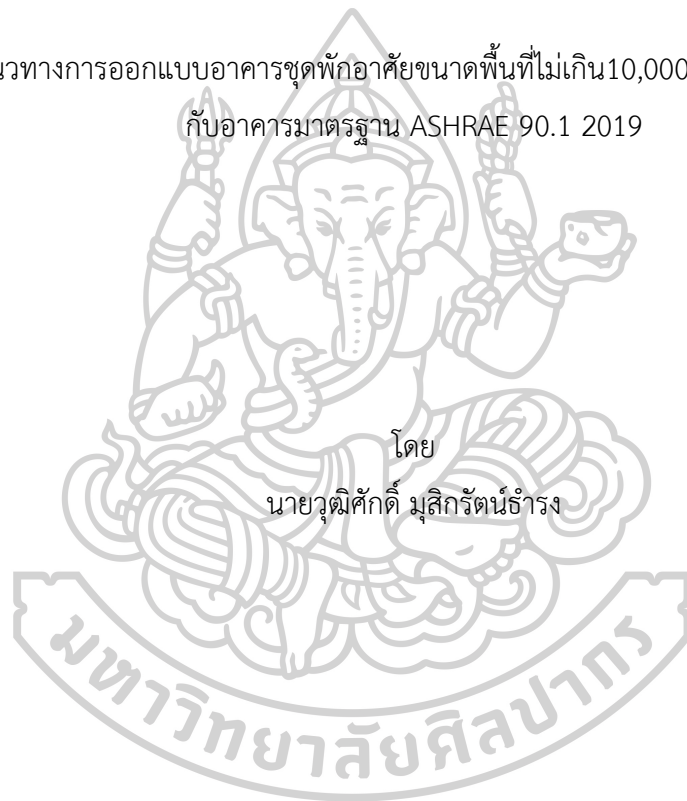 นวทางการออกแบบอาคารชุดพักอาศัยขนาดพื้นที่ไม่เกิน10,000
กับอาคารมาตรฐาน ASHRAE 90.1 2019
โดย
นายวุฒิศักดิ์ มุสิกรัตน์ธำรง
มหาวิทยาลัยศิลปากร